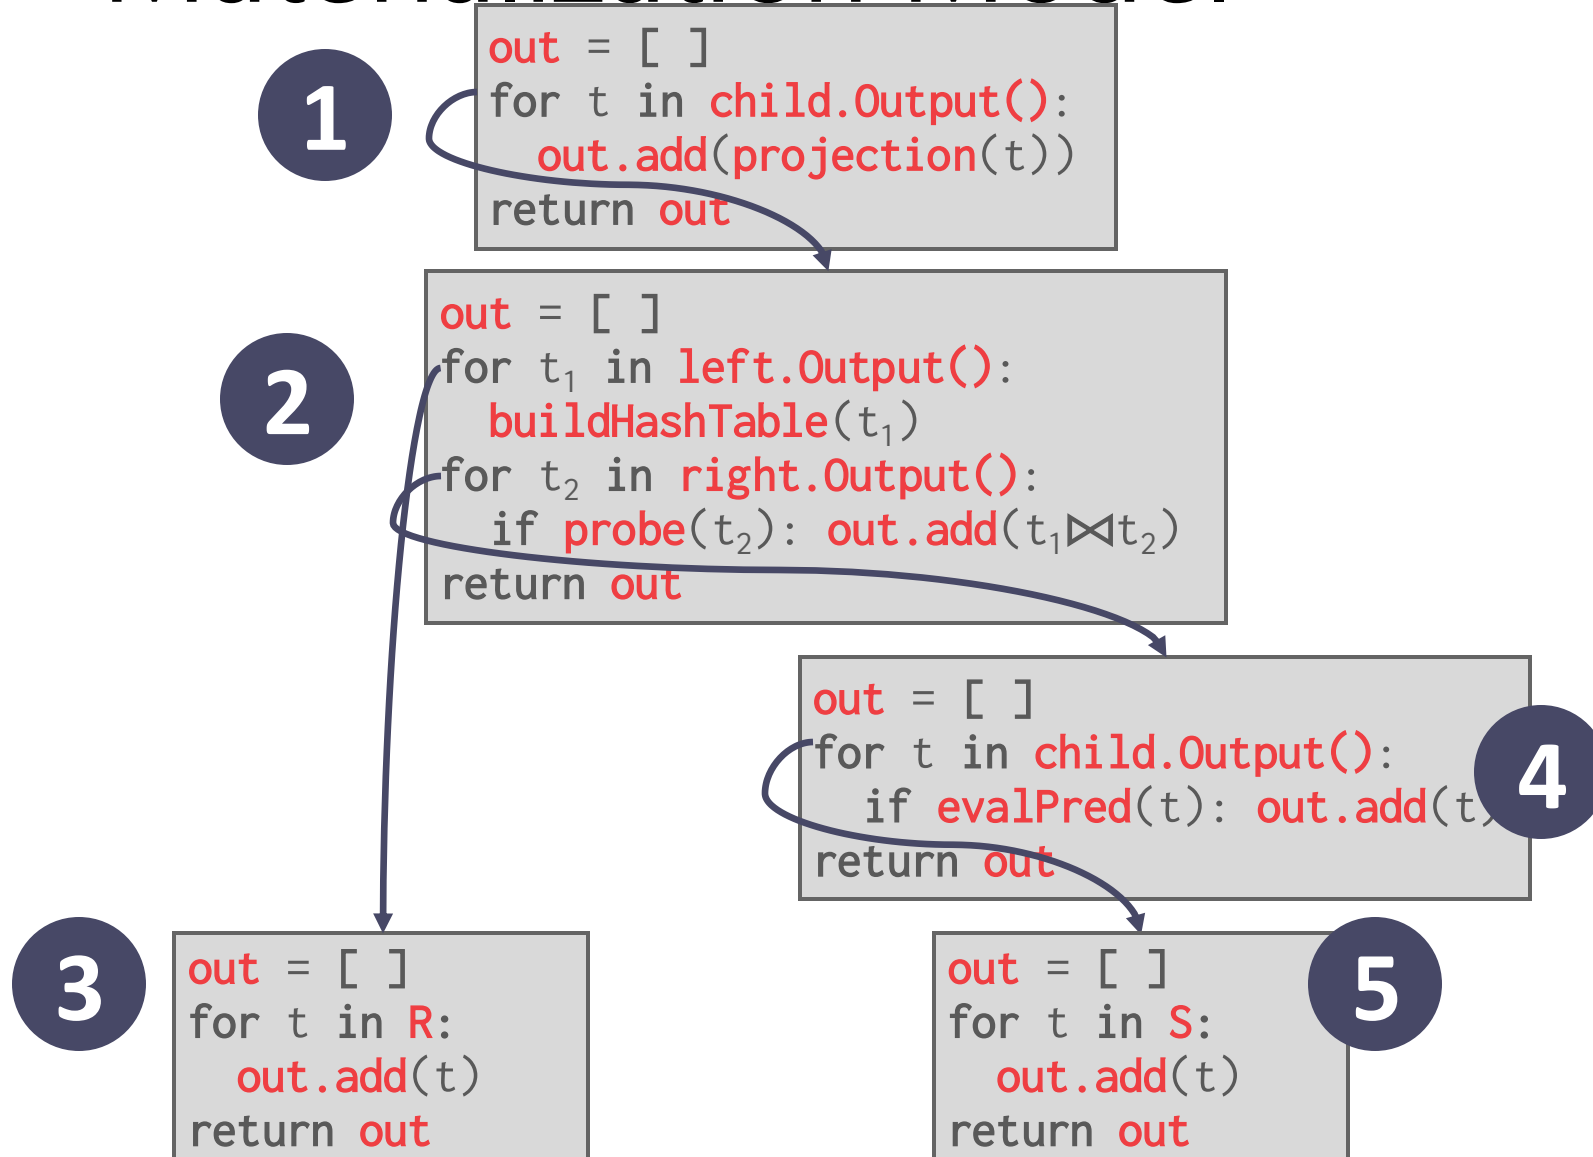 Materialization Model
1
out = [ ]
for t in child.Output():
out.add(projection(t))
return out
2
out = [ ]
for t₁ in left.Output():
buildHashTable(t₁)
for t₂ in right.Output():
if probe(t₂): out.add(t₁⋈t₂)
return out
out = [ ]
for t in child.Output():
if evalPred(t): out.add(t)
return out
4
3
out = [ ]
for t in R:
out.add(t)
return out
5
out = [ ]
for t in S:
out.add(t)
return out